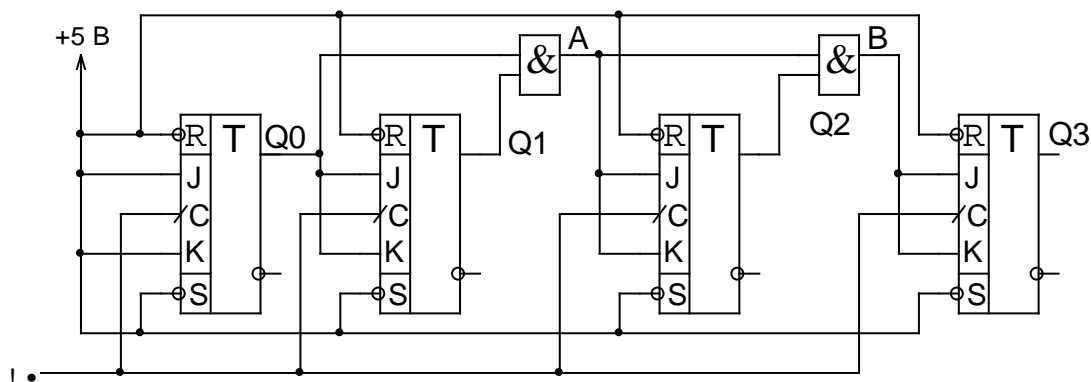 +5 В
& A & B
R T Q0 R T Q1 R T Q2 R T Q3
J J J J
C C C C
K K K K
S S S S